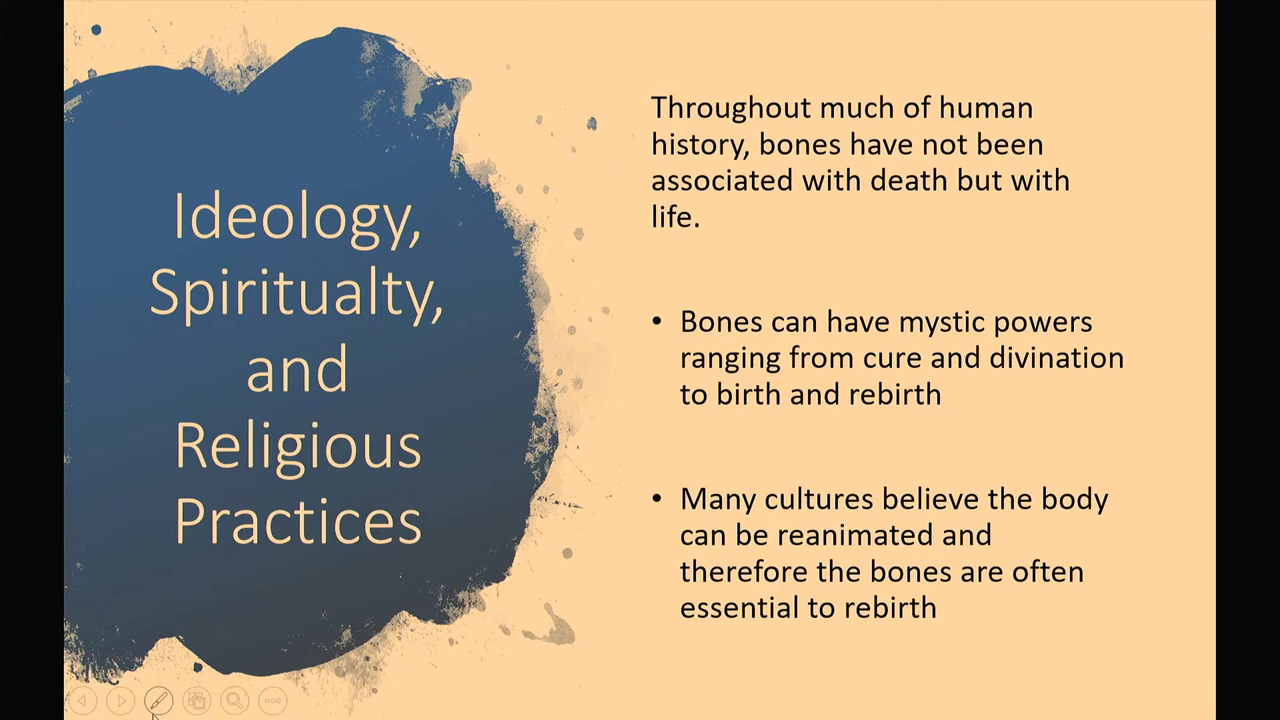 Ideology,
Spiritualty,
and
Religious
Practices
Throughout much of human
history, bones have not been
associated with death but with
life.
• Bones can have mystic powers
ranging from cure and divination
to birth and rebirth
• Many cultures believe the body
can be reanimated and
therefore the bones are often
essential to rebirth